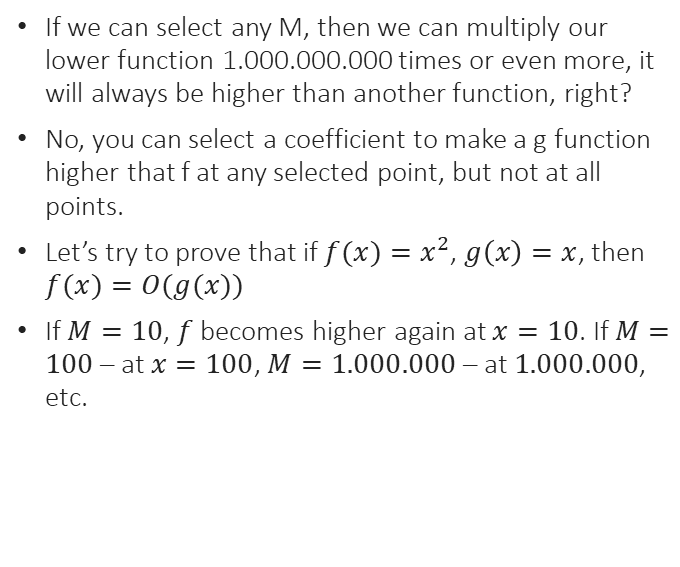 • If we can select any M, then we can multiply our
lower function 1.000.000.000 times or even more, it
will always be higher than another function, right?
• No, you can select a coefficient to make a g function
higher that f at any selected point, but not at all
points.
• Let’s try to prove that if f(x) = x², g(x) = x, then
f(x) = O(g(x))
• If M = 10, f becomes higher again at x = 10. If M =
100 – at x = 100, M = 1.000.000 – at 1.000.000,
etc.